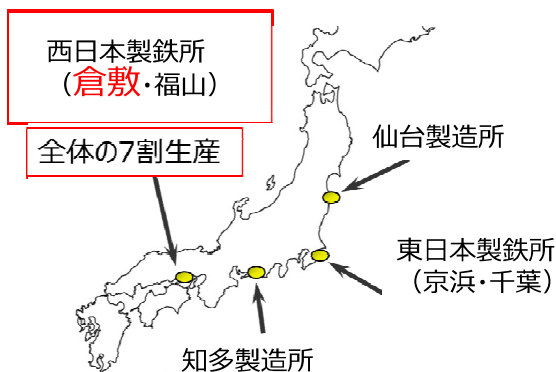 西日本製鉄所
（倉敷・福山）
全体の7割生産
仙台製造所
東日本製鉄所
（京浜・千葉）
知多製造所